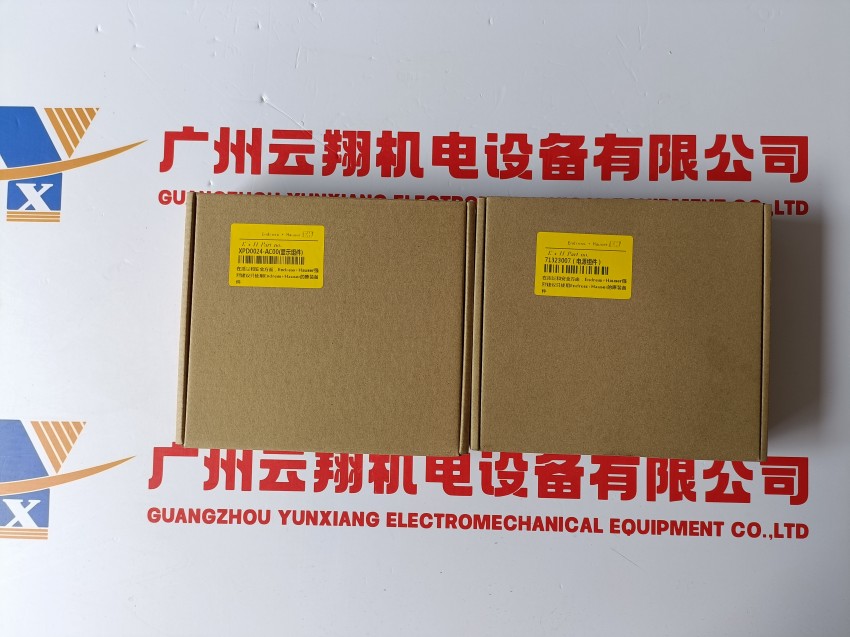 广州云翔机电设备有限公司
GUANGZHOU YUNXIANG ELECTROMECHANICAL EQUIPMENT CO.,LTD
X
Endress + Hauser
E + H Part no.
XPD0024-AC00(显示组件)
Endress + Hauser
E + H Part no.
71323007 (电源组件)
广州云翔机电设备有限公司
GUANGZHOU YUNXIANG ELECTROMECHANICAL EQUIPMENT CO.,LTD
X